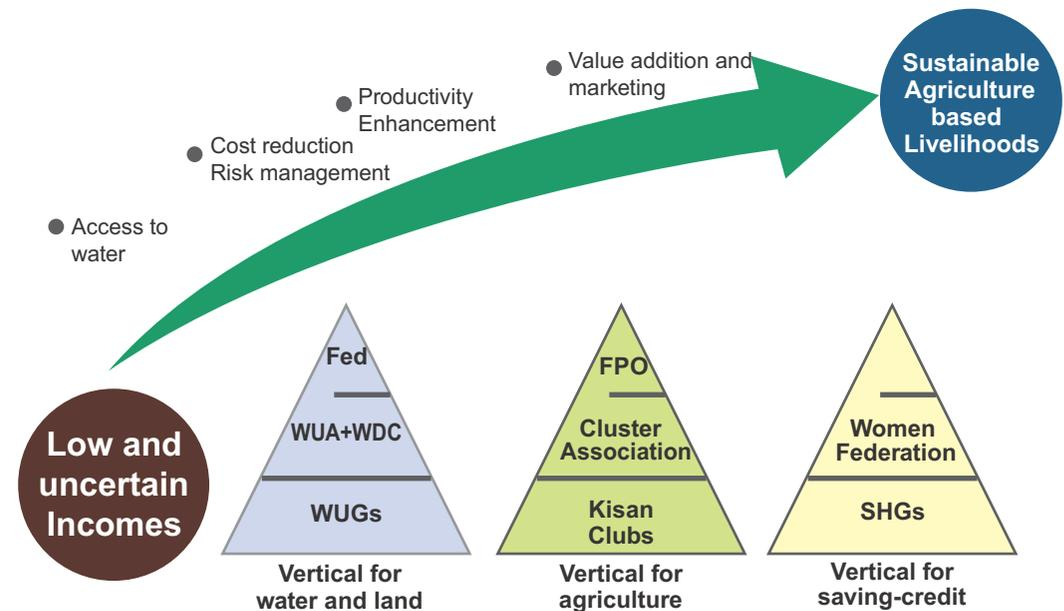 Sustainable
Agriculture
based
Livelihoods
Value addition and
marketing
Productivity
Enhancement
Cost reduction
Risk management
Access to
water
Low and
uncertain
Incomes
Fed
WUA+WDC
WUGs
Vertical for
water and land
FPO
Cluster
Association
Kisan
Clubs
Vertical for
agriculture
Women
Federation
SHGs
Vertical for
saving-credit